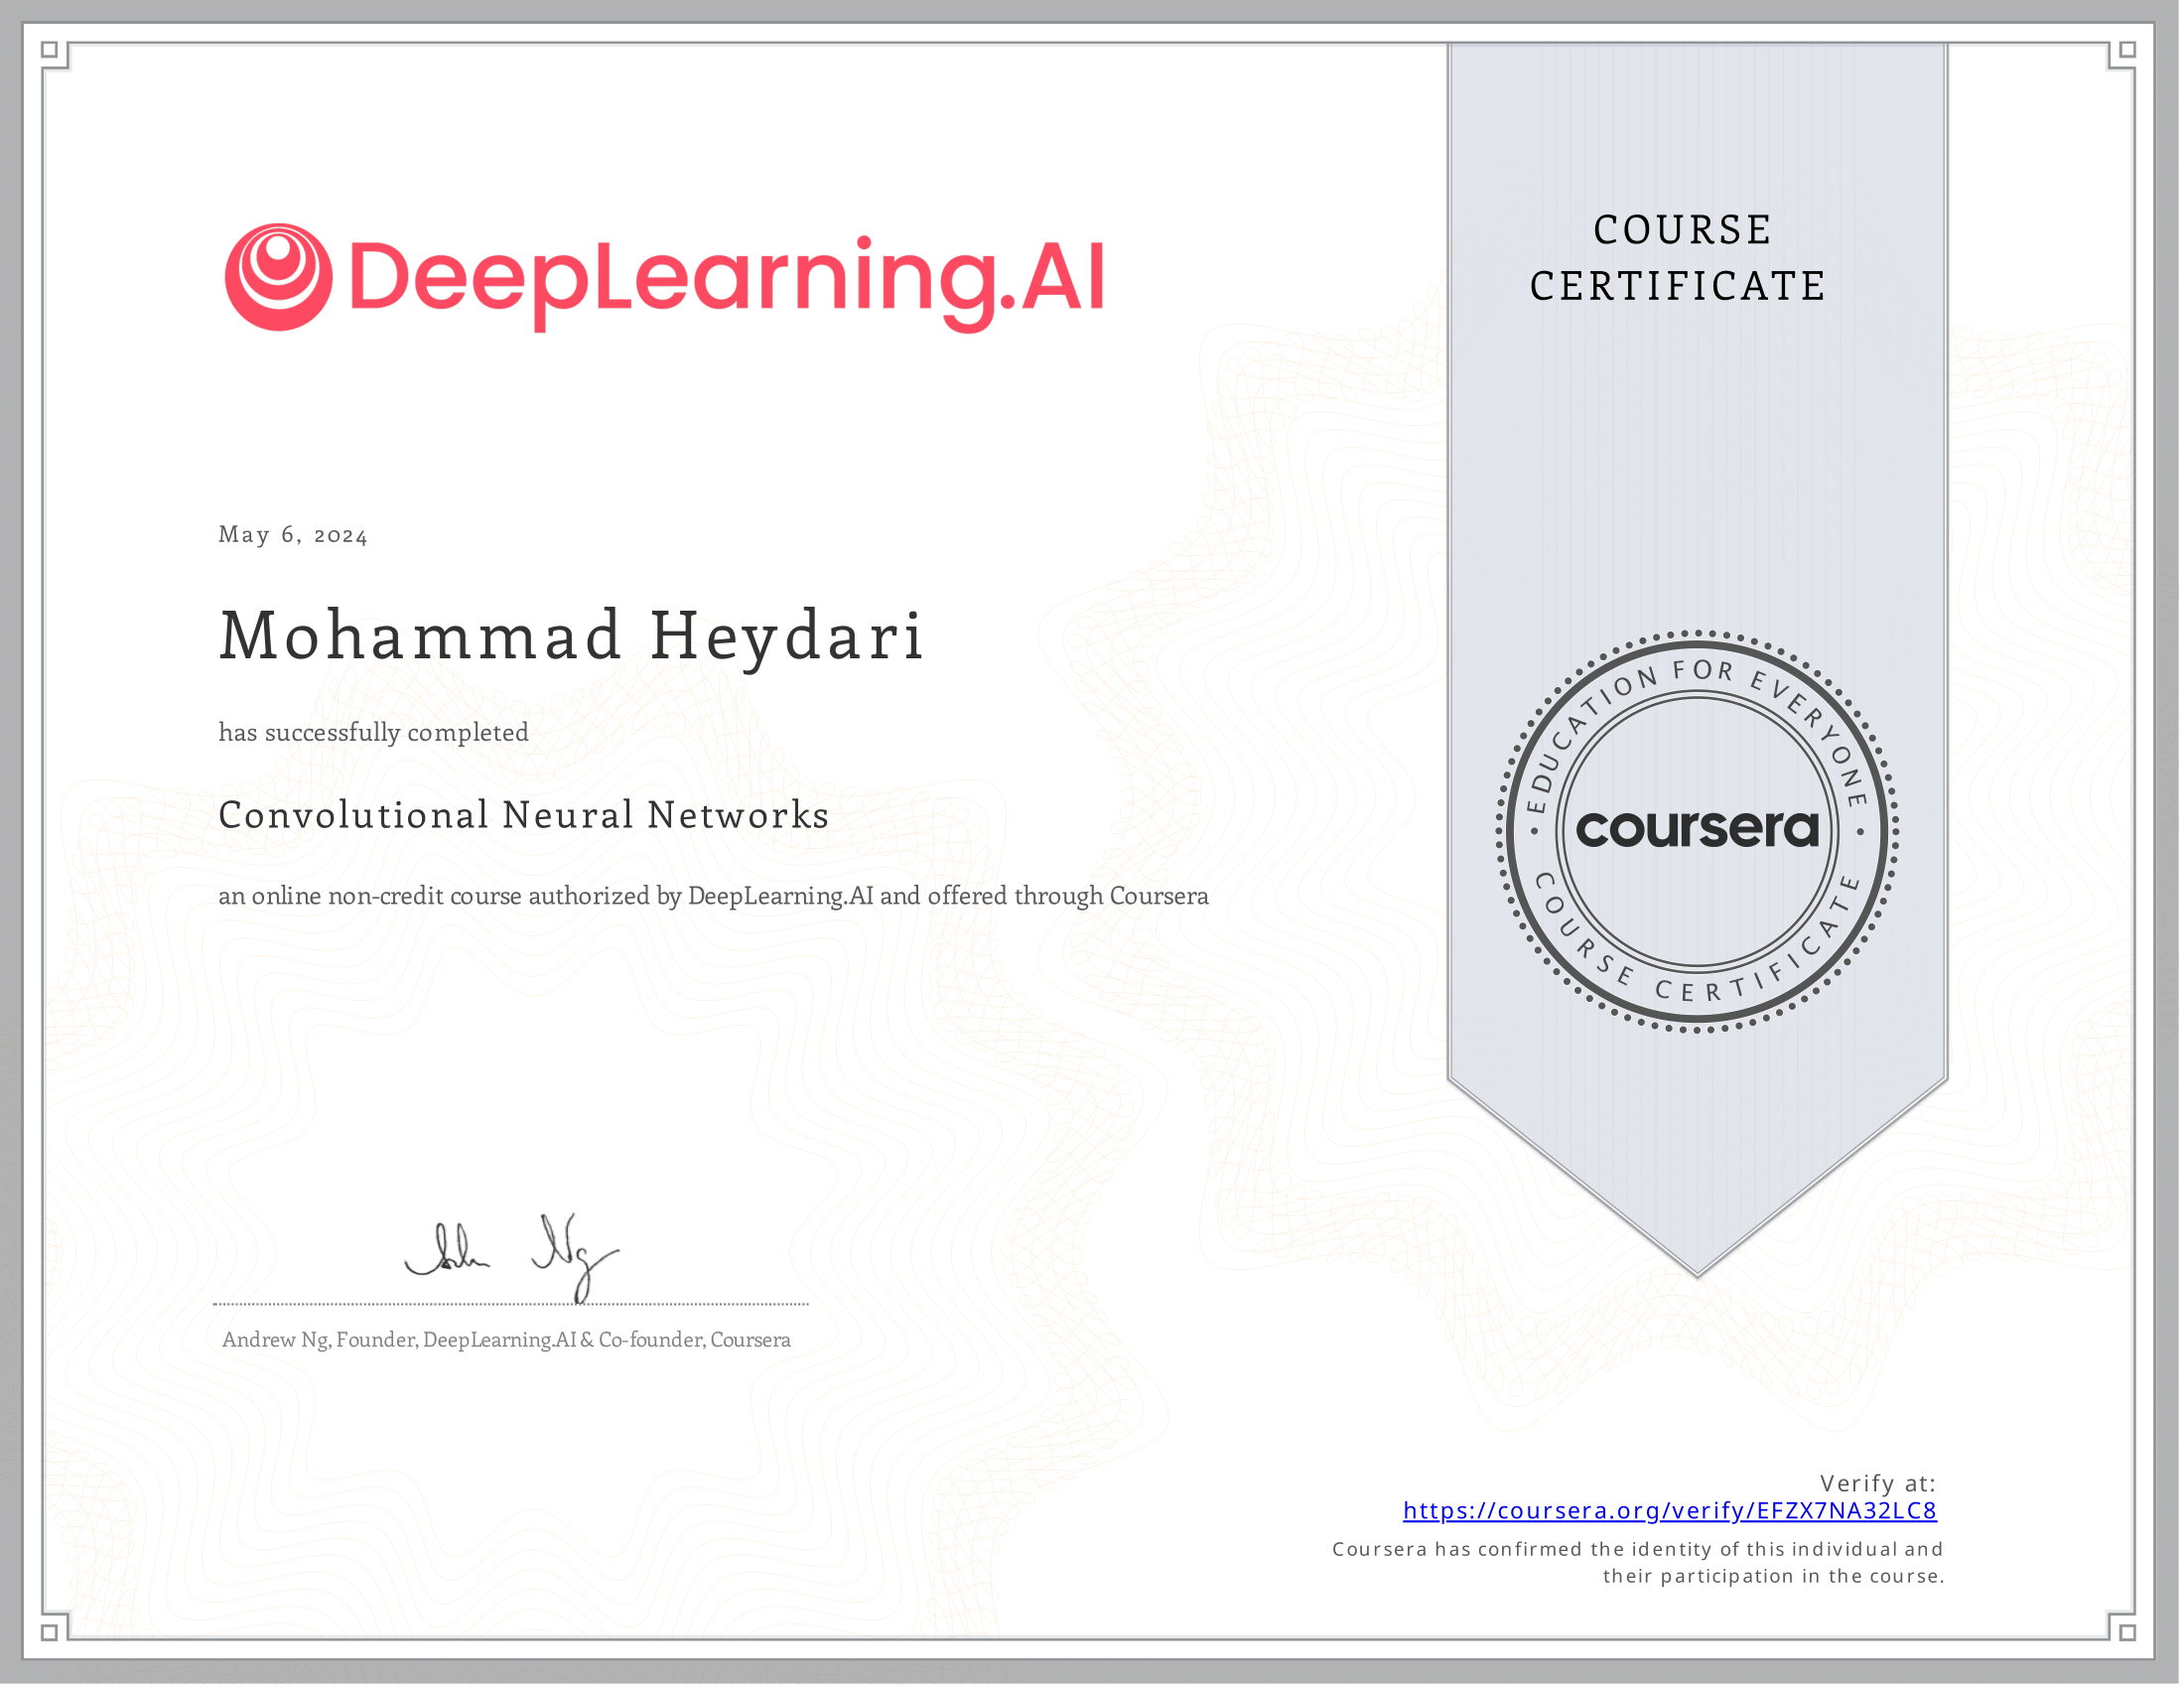 DeepLearning.AI
COURSE
CERTIFICATE
May 6, 2024
Mohammad Heydari
has successfully completed
Convolutional Neural Networks
an online non-credit course authorized by DeepLearning.AI and offered through Coursera
EDUCATION FOR EVERYONE
coursera
COURSE CERTIFICATE
Andrew Ng, Founder, DeepLearning.AI & Co-founder, Coursera
Verify at:
https://coursera.org/verify/EFZX7NA32LC8
Coursera has confirmed the identity of this individual and
their participation in the course.